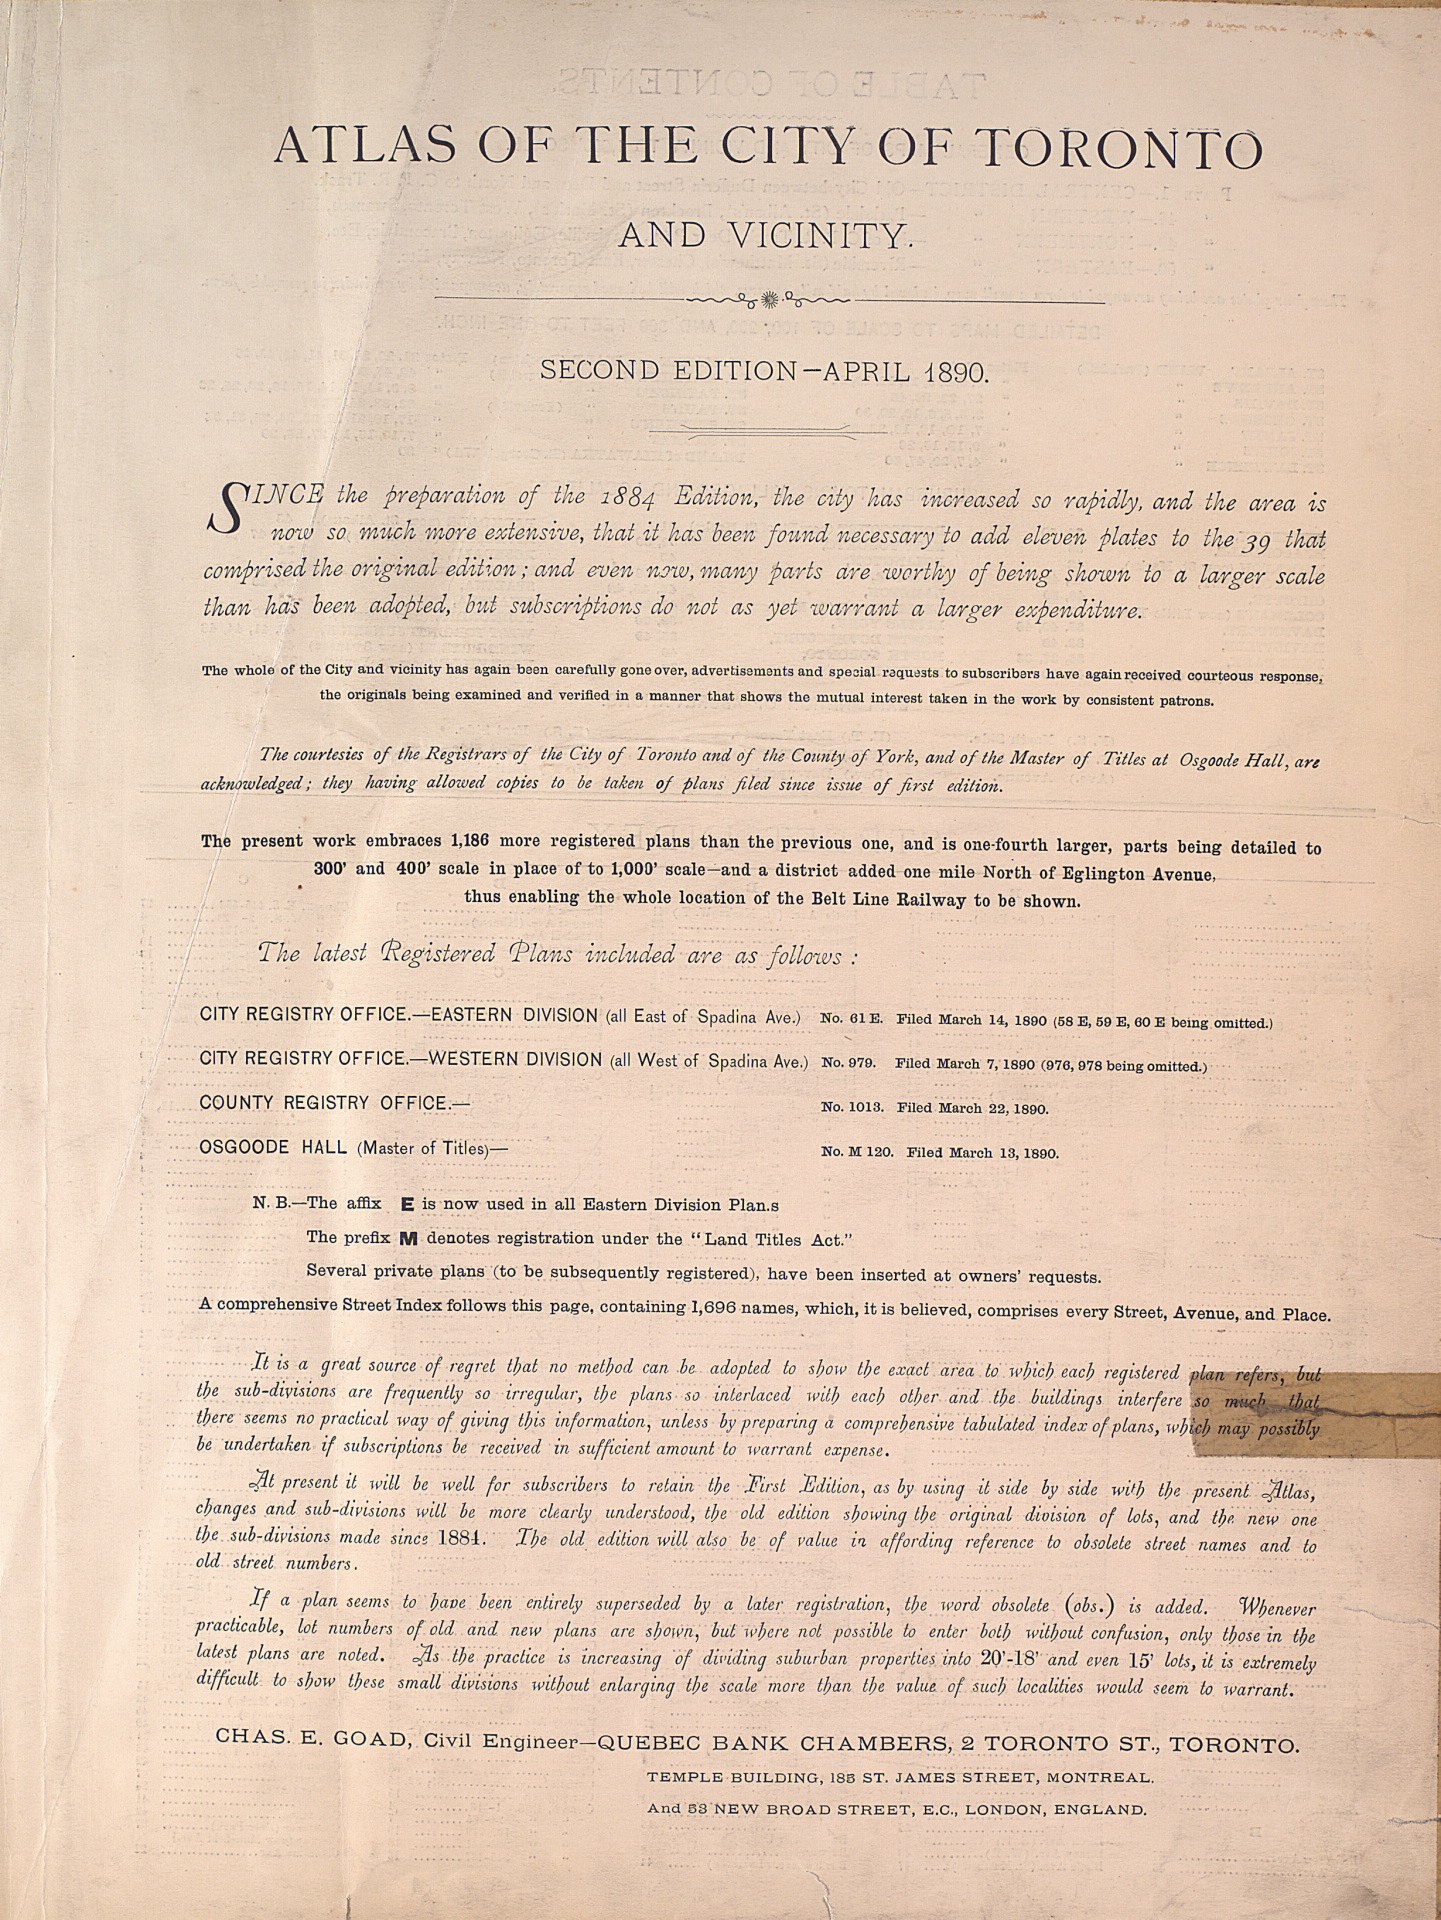 ATLAS OF THE CITY OF TORONTO
AND VICINITY.
SECOND EDITION—APRIL 1890.
SINCE the preparation of the 1884 Edition, the city has increased so rapidly, and the area is
now so much more extensive, that it has been found necessary to add eleven plates to the 39 that
comprised the original edition; and even now, many parts are worthy of being shown to a larger scale
than has been adopted, but subscriptions do not as yet warrant a larger expenditure.
The whole of the City and vicinity has again been carefully gone over, advertisements and special requests to subscribers have again received courteous response,
the originals being examined and verified in a manner that shows the mutual interest taken in the work by consistent patrons.
The courtesies of the Registrars of the City of Toronto and of the County of York, and of the Master of Titles at Osgoode Hall, are
acknowledged; they having allowed copies to be taken of plans filed since issue of first edition.
The present work embraces 1,186 more registered plans than the previous one, and is one-fourth larger, parts being detailed to
300' and 400' scale in place of to 1,000' scale—and a district added one mile North of Eglington Avenue,
thus enabling the whole location of the Belt Line Railway to be shown.
The latest Registered Plans included are as follows:
CITY REGISTRY OFFICE.—EASTERN DIVISION (all East of Spadina Ave.) No. 61 E. Filed March 14, 1890 (58 E, 59 E, 60 E being omitted.)
CITY REGISTRY OFFICE.—WESTERN DIVISION (all West of Spadina Ave.) No. 979. Filed March 7, 1890 (976, 978 being omitted.)
COUNTY REGISTRY OFFICE.— No. 1013. Filed March 22, 1890.
OSGOODE HALL (Master of Titles)— No. M 120. Filed March 13, 1890.
N. B.—The affix E is now used in all Eastern Division Plan.s
The prefix M denotes registration under the "Land Titles Act."
Several private plans (to be subsequently registered), have been inserted at owners' requests.
A comprehensive Street Index follows this page, containing 1,696 names, which, it is believed, comprises every Street, Avenue, and Place.
It is a great source of regret that no method can be adopted to show the exact area to which each registered plan refers, but
the sub-divisions are frequently so irregular, the plans so interlaced with each other and the buildings interfere so much that
there seems no practical way of giving this information, unless by preparing a comprehensive tabulated index of plans, which may possibly
be undertaken if subscriptions be received in sufficient amount to warrant expense.
At present it will be well for subscribers to retain the First Edition, as by using it side by side with the present Atlas,
changes and sub-divisions will be more clearly understood, the old edition showing the original division of lots, and the new one
the sub-divisions made since 1884. The old edition will also be of value in affording reference to obsolete street names and to
old street numbers.
If a plan seems to have been entirely superseded by a later registration, the word obsolete (obs.) is added. Whenever
practicable, lot numbers of old and new plans are shown, but where not possible to enter both without confusion, only those in the
latest plans are noted. As the practice is increasing of dividing suburban properties into 20'-18' and even 15' lots, it is extremely
difficult to show these small divisions without enlarging the scale more than the value of such localities would seem to warrant.
CHAS. E. GOAD, Civil Engineer—QUEBEC BANK CHAMBERS, 2 TORONTO ST., TORONTO.
TEMPLE BUILDING, 185 ST. JAMES STREET, MONTREAL.
And 53 NEW BROAD STREET, E.C., LONDON, ENGLAND.